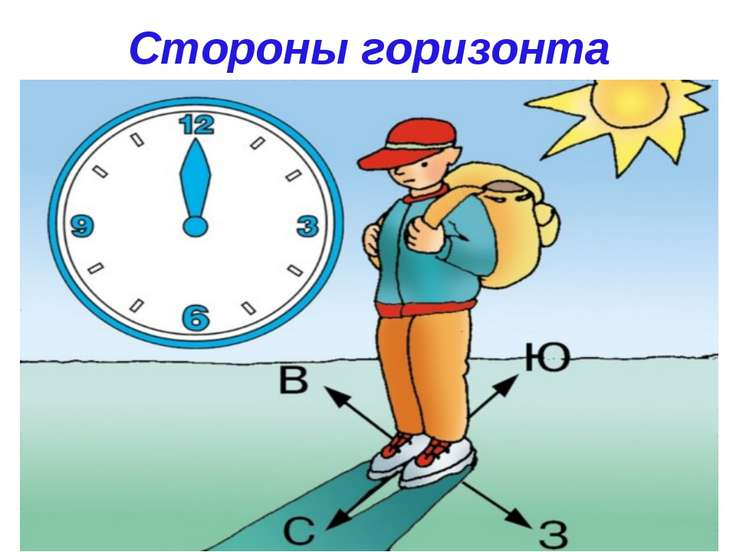 Стороны горизонта
12
9 3
6
В Ю
С З